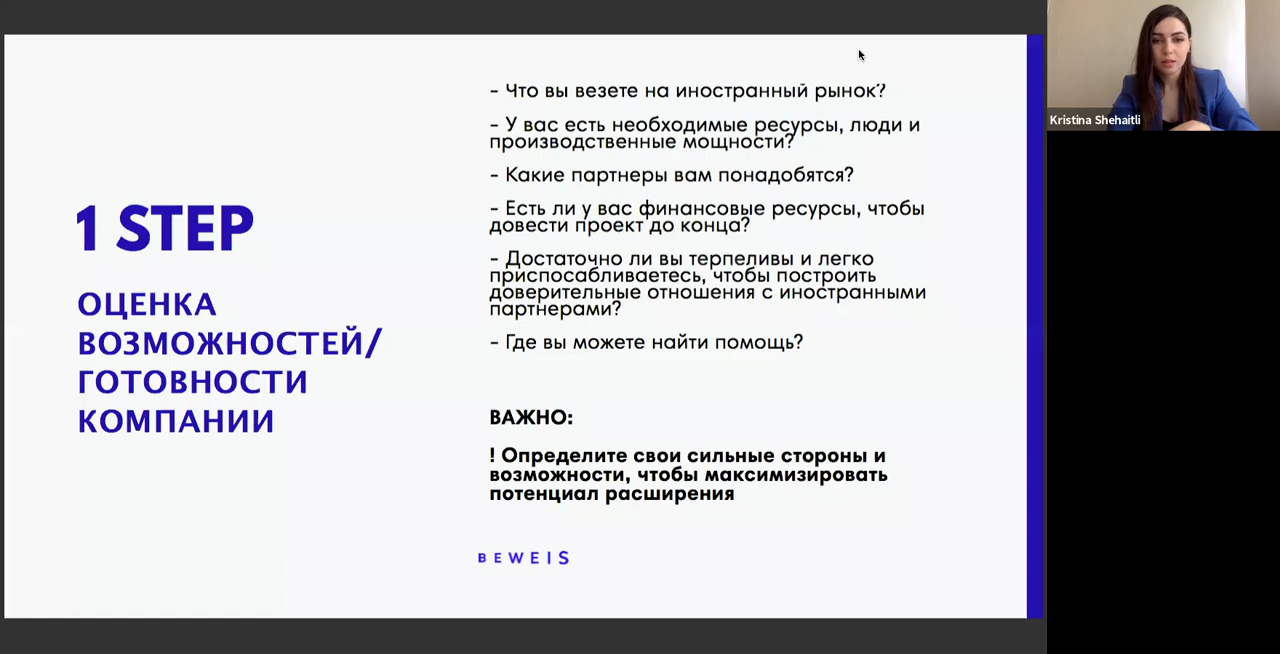 1 STEP
ОЦЕНКА
ВОЗМОЖНОСТЕЙ/
ГОТОВНОСТИ
КОМПАНИИ
- Что вы везете на иностранный рынок?
- У вас есть необходимые ресурсы, люди и
производственные мощности?
- Какие партнеры вам понадобятся?
- Есть ли у вас финансовые ресурсы, чтобы
довести проект до конца?
- Достаточно ли вы терпеливы и легко
приспосабливаетесь, чтобы построить
доверительные отношения с иностранными
партнерами?
- Где вы можете найти помощь?
ВАЖНО:
! Определите свои сильные стороны и
возможности, чтобы максимизировать
потенциал расширения
BEWEIS
Kristina Shehaitli